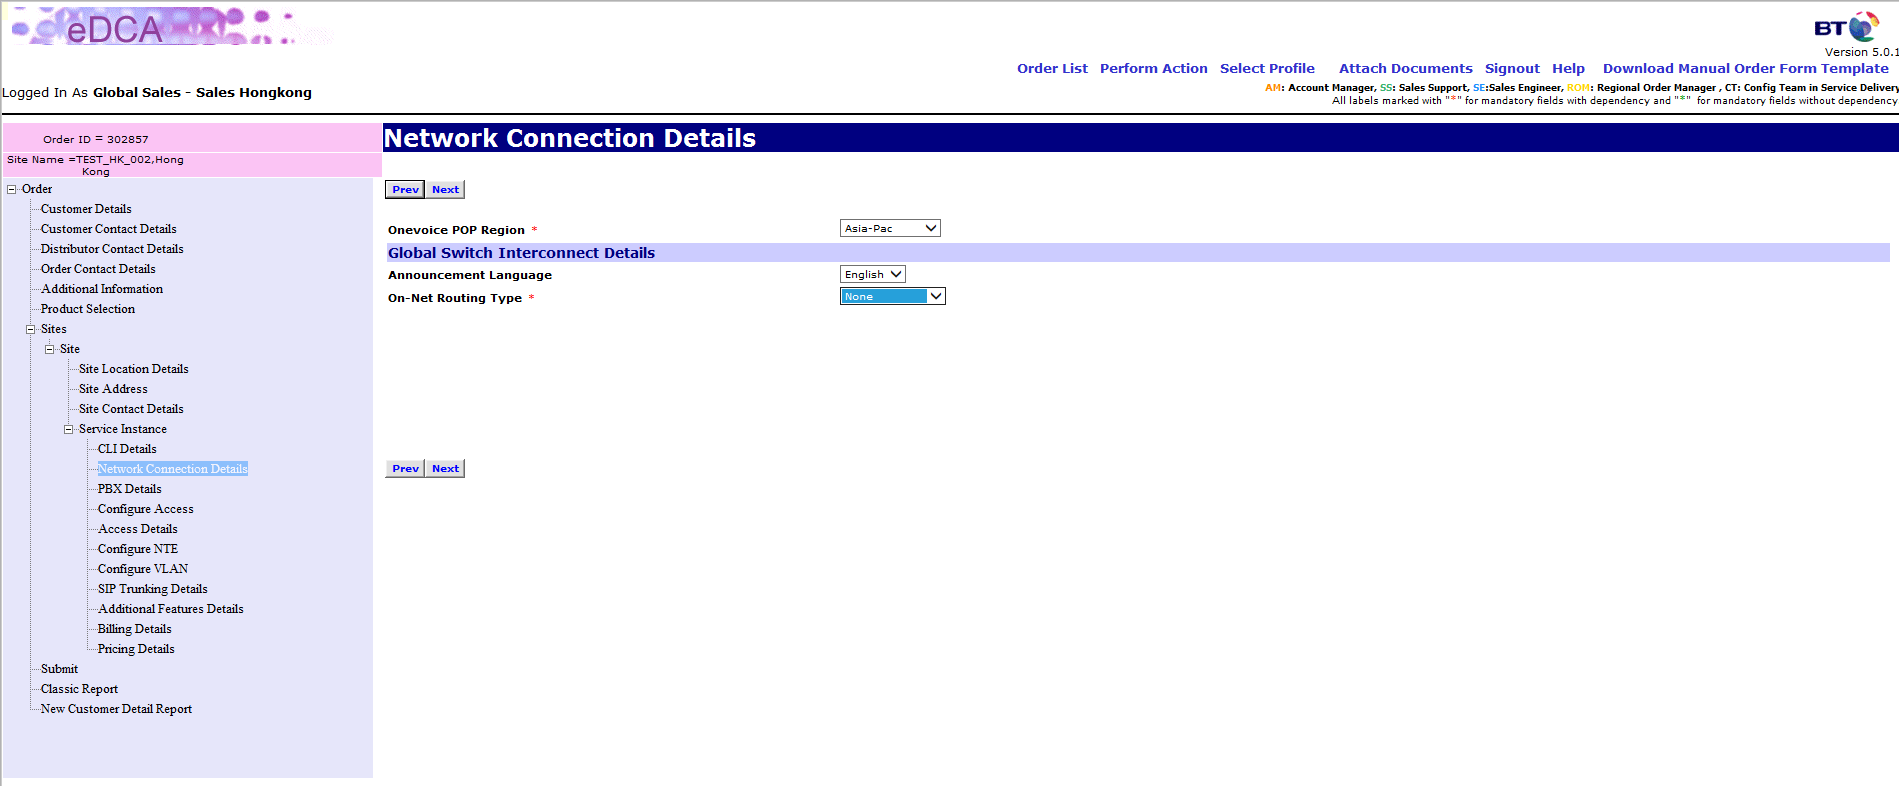 eDCA
BT
Version 5.0.1
Order List Perform Action Select Profile Attach Documents Signout Help Download Manual Order Form Template
Logged In As Global Sales - Sales Hongkong
AM: Account Manager, SS: Sales Support, SE:Sales Engineer, ROM: Regional Order Manager , CT: Config Team in Service Delivery
All labels marked with "*" for mandatory fields with dependency and "*" for mandatory fields without dependency
Order ID = 302857
Site Name =TEST_HK_002,Hong
Kong
Network Connection Details
Order
Customer Details
Customer Contact Details
Distributor Contact Details
Order Contact Details
Additional Information
Product Selection
Sites
Site
Site Location Details
Site Address
Site Contact Details
Service Instance
CLI Details
Network Connection Details
PBX Details
Configure Access
Access Details
Configure NTE
Configure VLAN
SIP Trunking Details
Additional Features Details
Billing Details
Pricing Details
Submit
Classic Report
New Customer Detail Report
Prev Next
Onevoice POP Region * Asia-Pac
Global Switch Interconnect Details
Announcement Language English
On-Net Routing Type * None
Prev Next